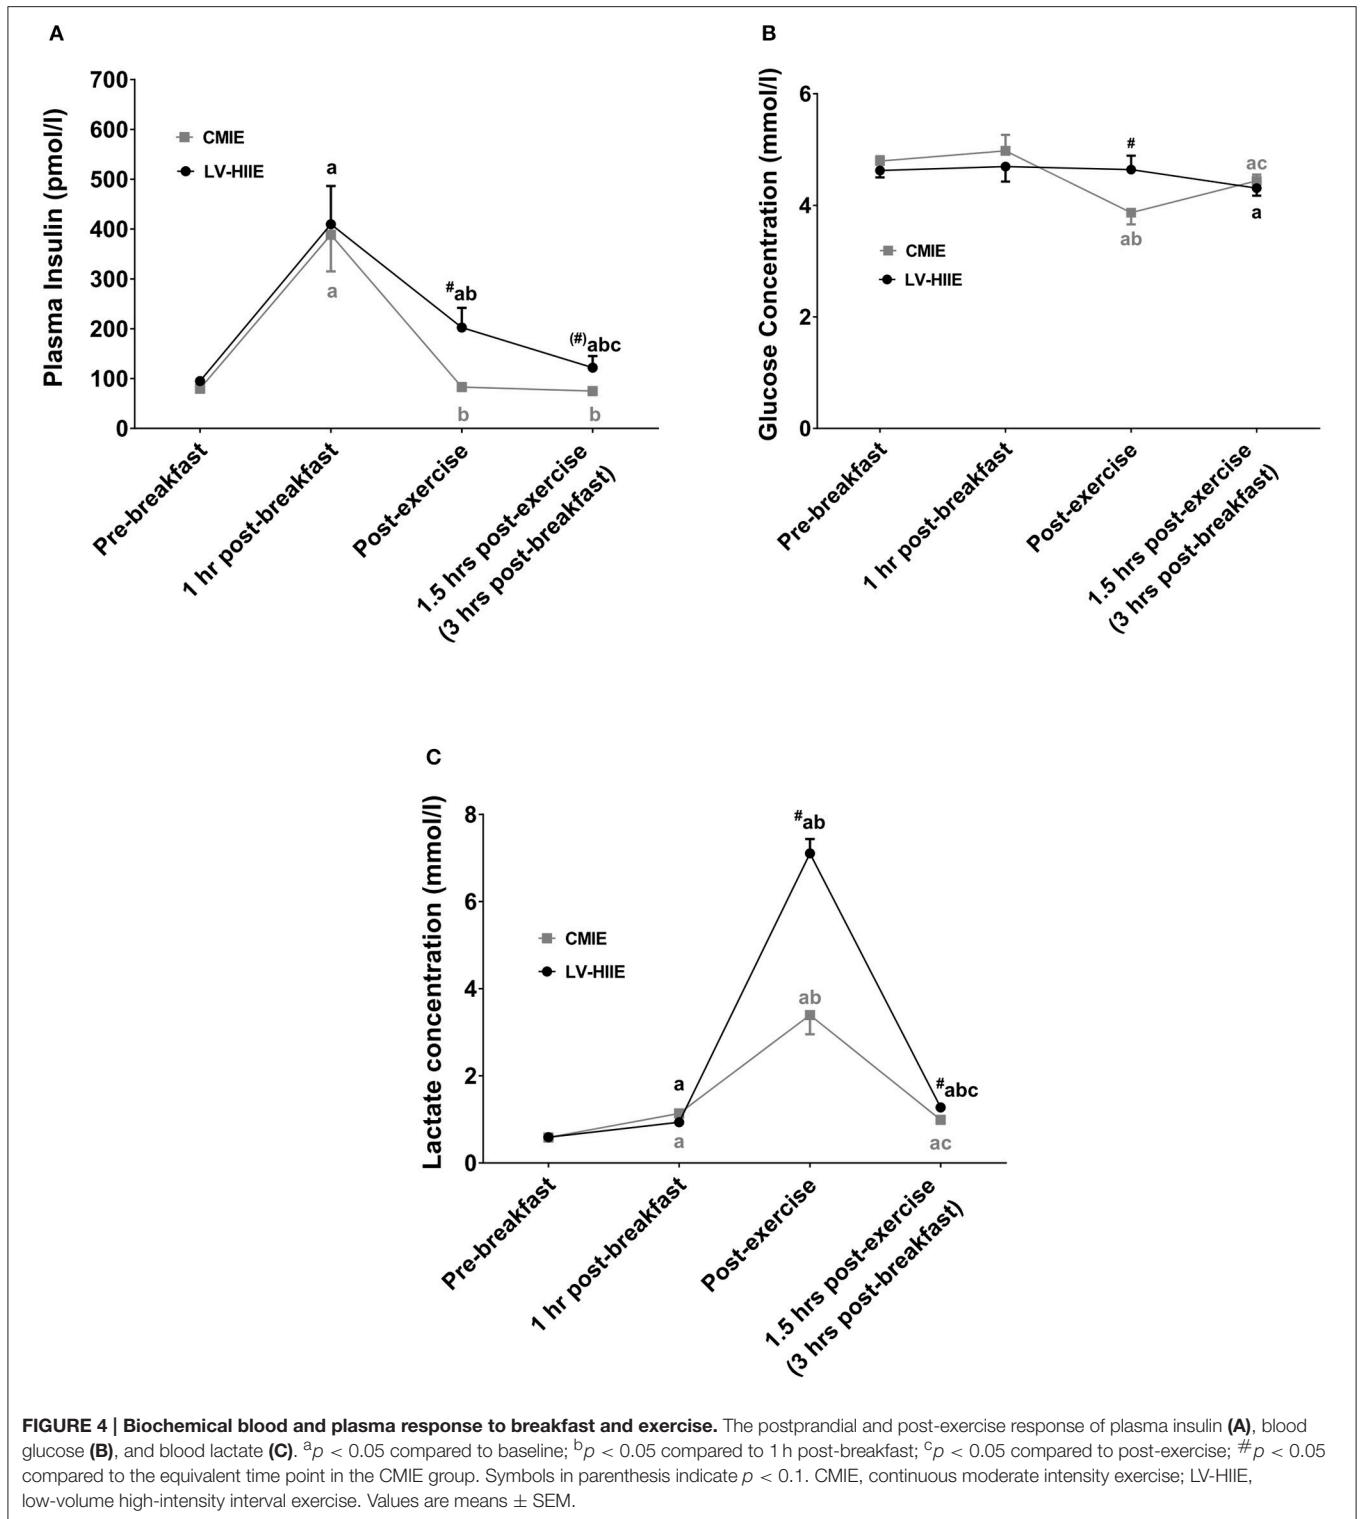 A
Plasma Insulin (pmol/l)
700
600
500
400
300
200
100
0
CMIE
LV-HIIE
a
a
#ab
b
(#)abc
b
Pre-breakfast
1 hr post-breakfast
Post-exercise
1.5 hrs post-exercise
(3 hrs post-breakfast)
B
Glucose Concentration (mmol/l)
6
4
2
0
CMIE
LV-HIIE
#
ab
ac
a
Pre-breakfast
1 hr post-breakfast
Post-exercise
1.5 hrs post-exercise
(3 hrs post-breakfast)
C
Lactate concentration (mmol/l)
8
6
4
2
0
CMIE
LV-HIIE
a
a
#ab
ab
#abc
ac
Pre-breakfast
1 hr post-breakfast
Post-exercise
1.5 hrs post-exercise
(3 hrs post-breakfast)
FIGURE 4 | Biochemical blood and plasma response to breakfast and exercise. The postprandial and post-exercise response of plasma insulin (A), blood
glucose (B), and blood lactate (C). ᵃp < 0.05 compared to baseline; ᵇp < 0.05 compared to 1 h post-breakfast; ᶜp < 0.05 compared to post-exercise; #p < 0.05
compared to the equivalent time point in the CMIE group. Symbols in parenthesis indicate p < 0.1. CMIE, continuous moderate intensity exercise; LV-HIIE,
low-volume high-intensity interval exercise. Values are means ± SEM.